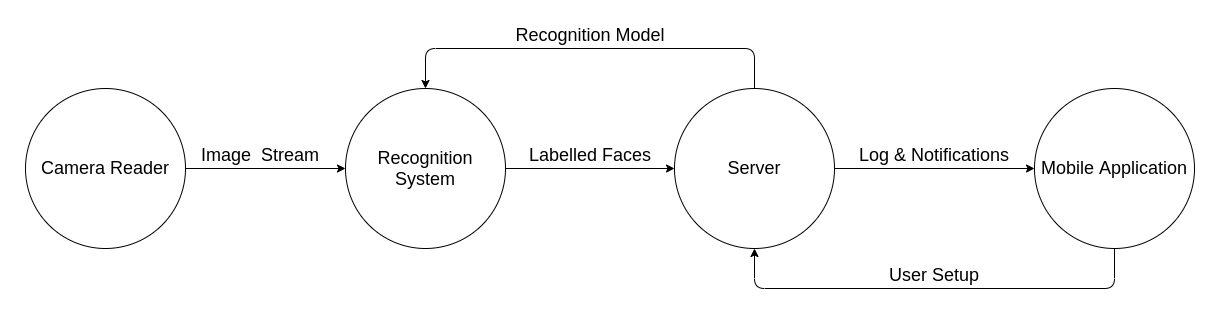 Recognition Model
Camera Reader
Image  Stream
Recognition
System
Labelled Faces
Server
Log & Notifications
Mobile Application
User Setup